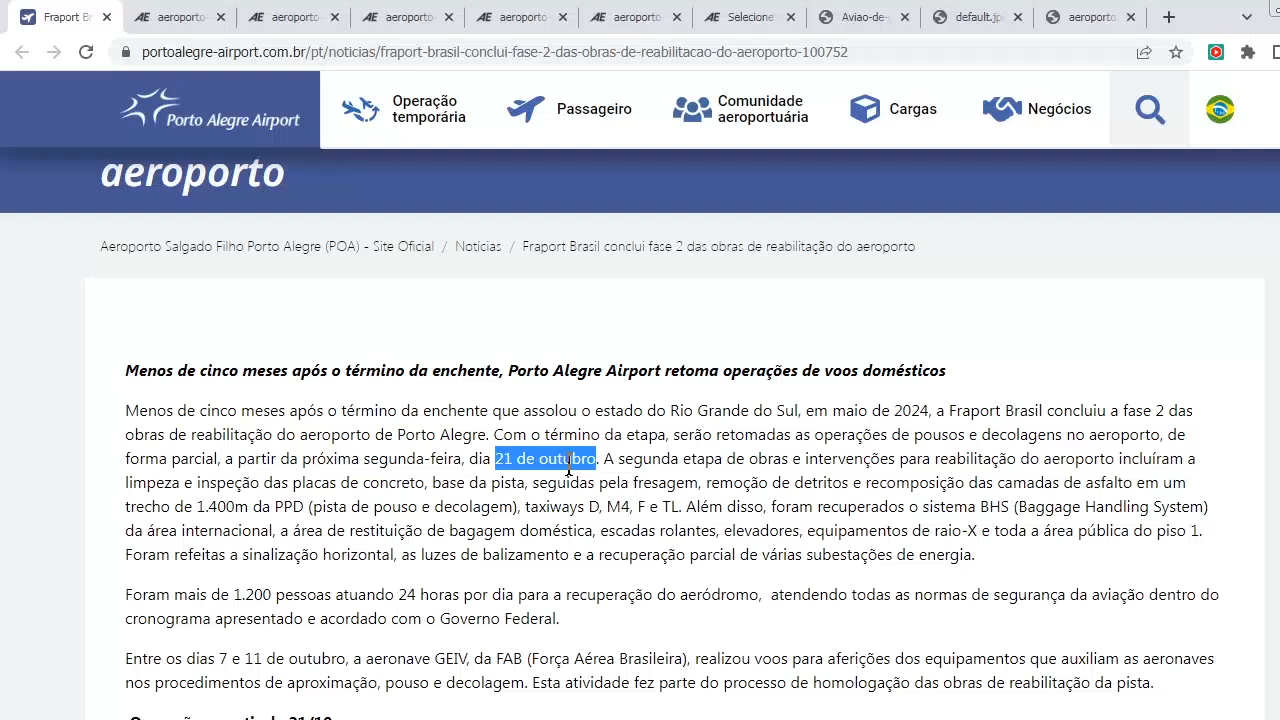 Fraport B
aeroporto
aeroporto
aeroporto
aeroporto
aeroporto
Selecione
Aviao-de-
default.jp
aeroporto
portoalegre-airport.com.br/pt/noticias/fraport-brasil-conclui-fase-2-das-obras-de-reabilitacao-do-aeroporto-100752
Porto Alegre Airport
Operação
temporária
Passageiro
Comunidade
aeroportuária
Cargas
Negócios
aeroporto
Aeroporto Salgado Filho Porto Alegre (POA) - Site Oficial / Notícias / Fraport Brasil conclui fase 2 das obras de reabilitação do aeroporto
Menos de cinco meses após o término da enchente, Porto Alegre Airport retoma operações de voos domésticos
Menos de cinco meses após o término da enchente que assolou o estado do Rio Grande do Sul, em maio de 2024, a Fraport Brasil concluiu a fase 2 das
obras de reabilitação do aeroporto de Porto Alegre. Com o término da etapa, serão retomadas as operações de pousos e decolagens no aeroporto, de
forma parcial, a partir da próxima segunda-feira, dia 21 de outubro. A segunda etapa de obras e intervenções para reabilitação do aeroporto incluíram a
limpeza e inspeção das placas de concreto, base da pista, seguidas pela fresagem, remoção de detritos e recomposição das camadas de asfalto em um
trecho de 1.400m da PPD (pista de pouso e decolagem), taxiways D, M4, F e TL. Além disso, foram recuperados o sistema BHS (Baggage Handling System)
da área internacional, a área de restituição de bagagem doméstica, escadas rolantes, elevadores, equipamentos de raio-X e toda a área pública do piso 1.
Foram refeitas a sinalização horizontal, as luzes de balizamento e a recuperação parcial de várias subestações de energia.
Foram mais de 1.200 pessoas atuando 24 horas por dia para a recuperação do aeródromo, atendendo todas as normas de segurança da aviação dentro do
cronograma apresentado e acordado com o Governo Federal.
Entre os dias 7 e 11 de outubro, a aeronave GEIV, da FAB (Força Aérea Brasileira), realizou voos para aferições dos equipamentos que auxiliam as aeronaves
nos procedimentos de aproximação, pouso e decolagem. Esta atividade fez parte do processo de homologação das obras de reabilitação da pista.